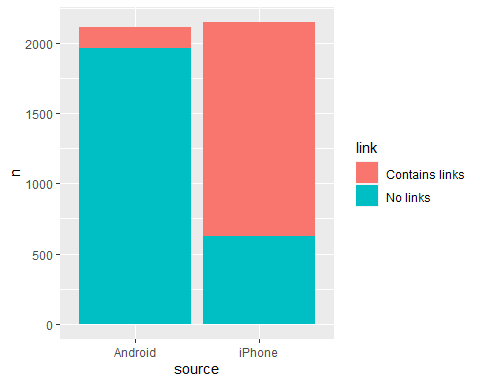 2000
1500
1000
500
0
n
Android
iPhone
source
link
Contains links
No links